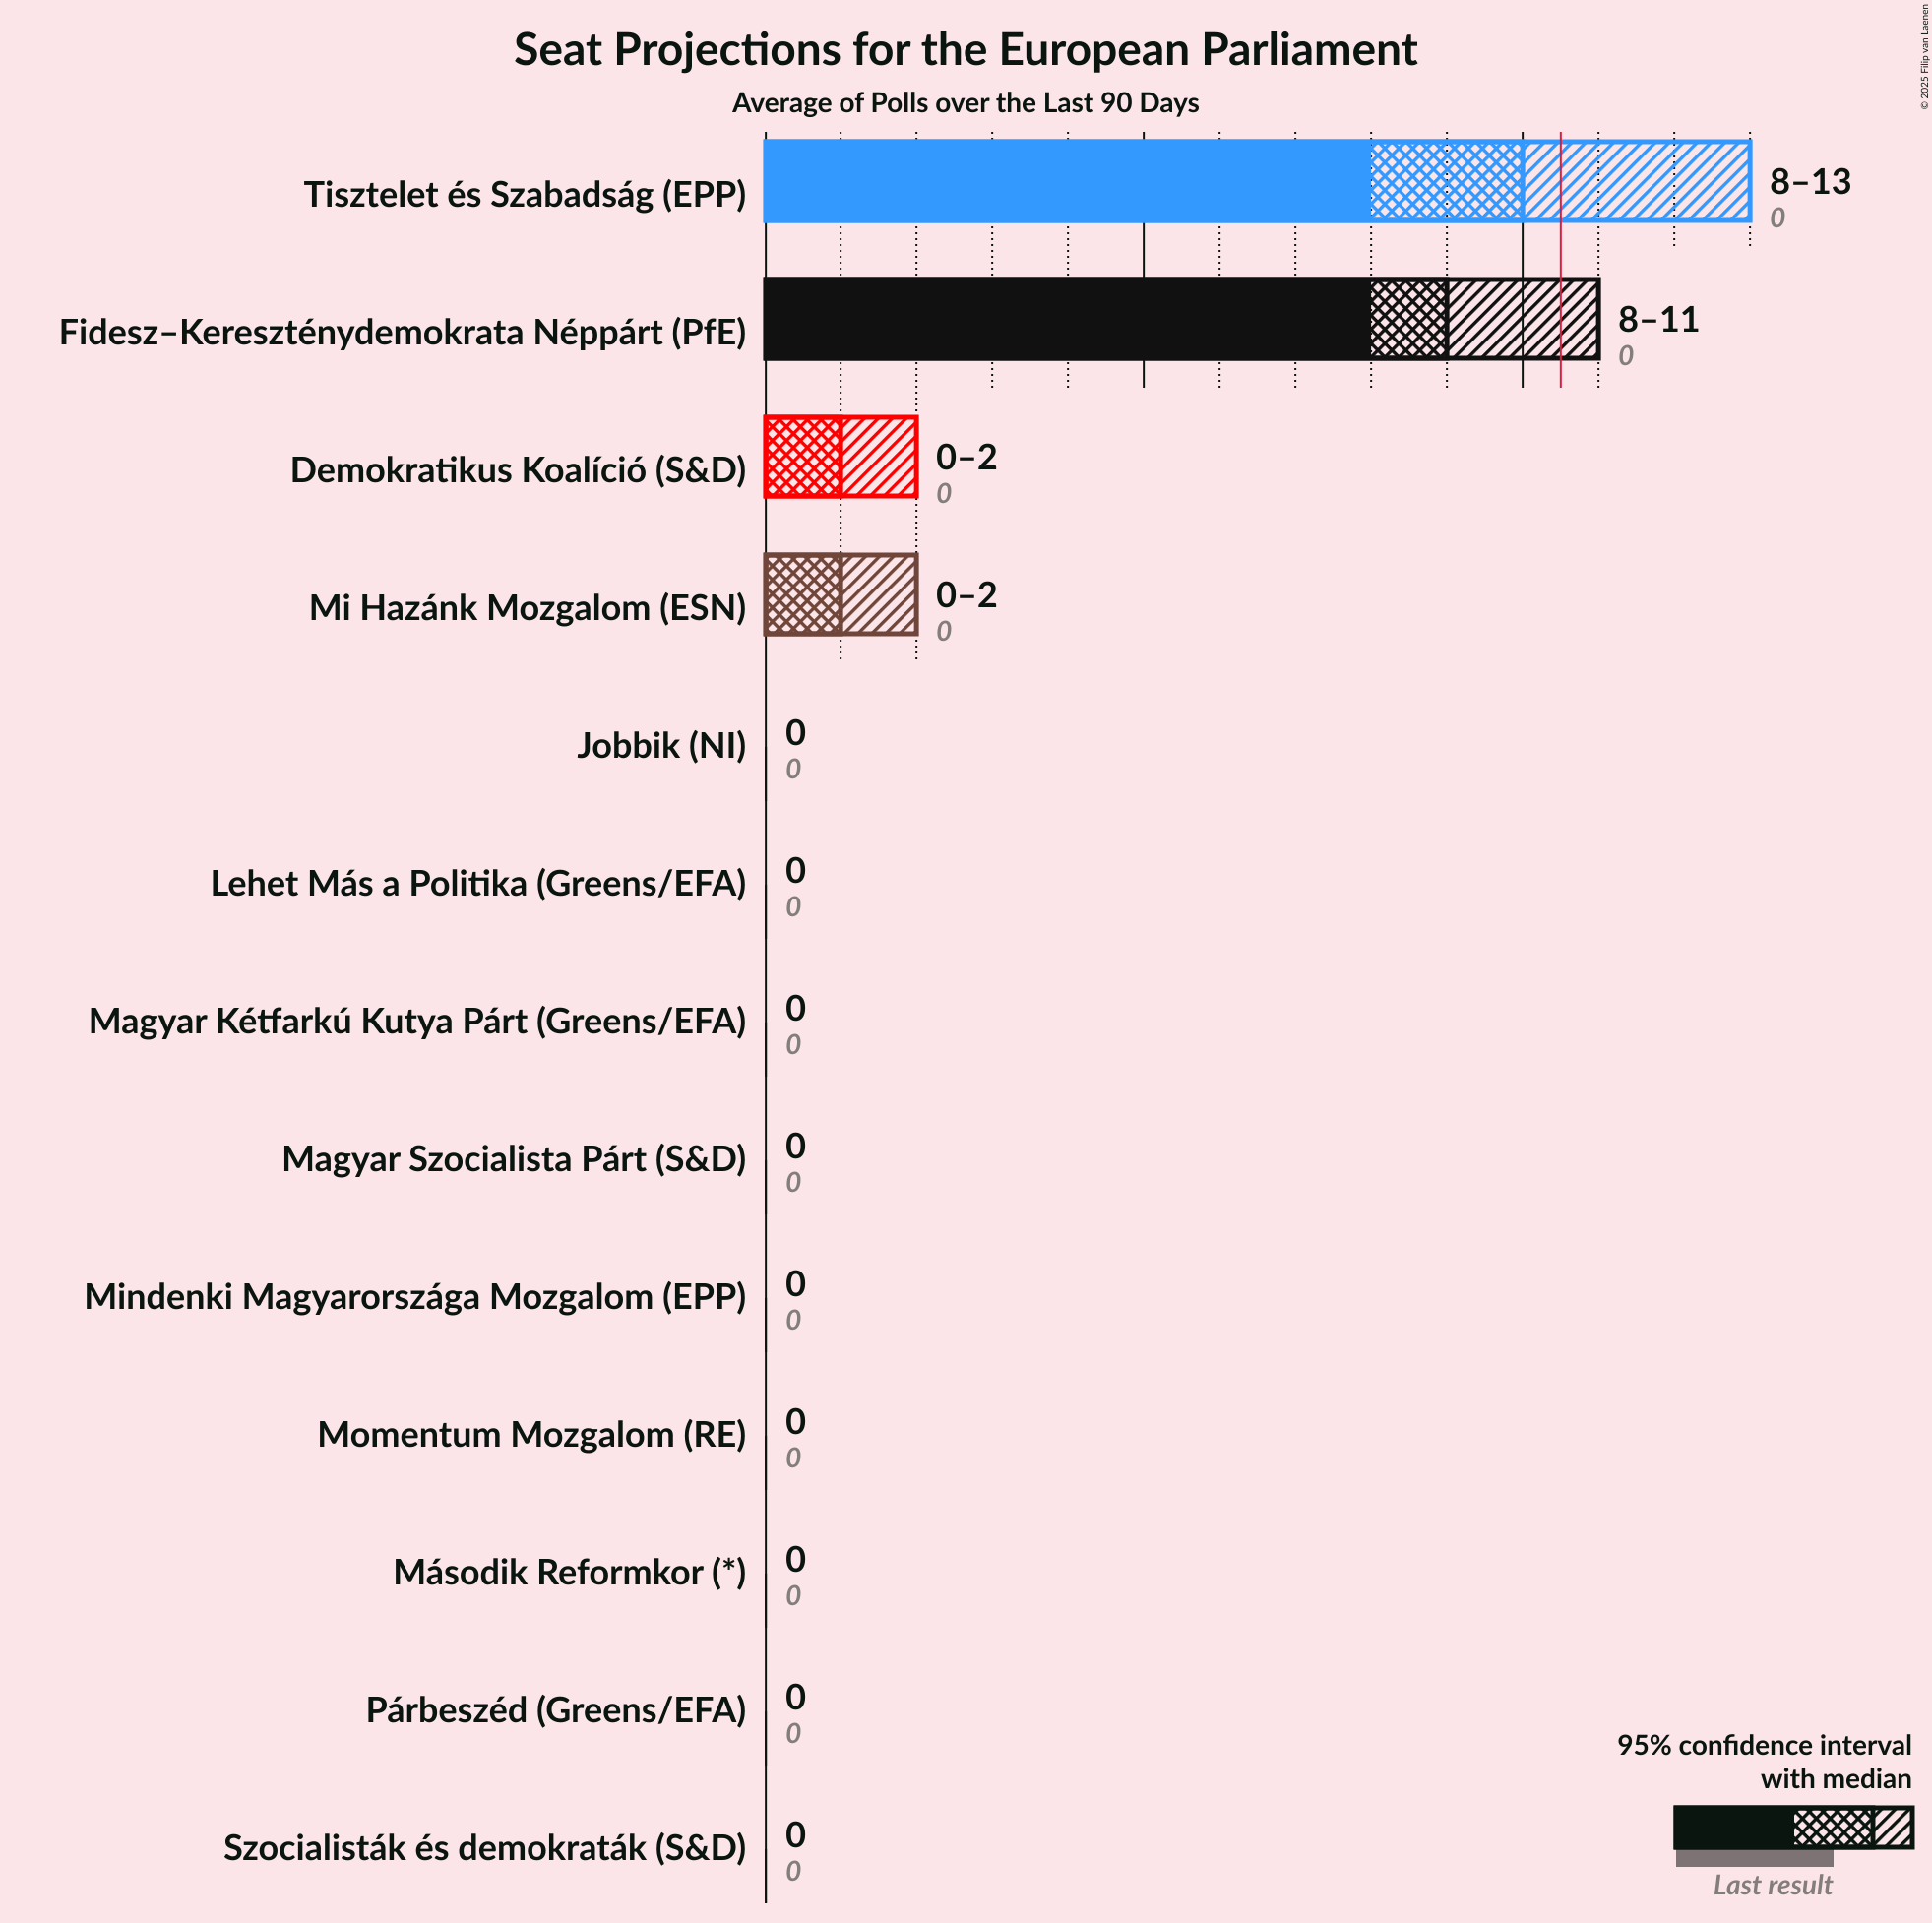 Seat Projections for the European Parliament
Average of Polls over the Last 90 Days
© 2025 Filip van Laenen
Tisztelet és Szabadság (EPP)
8–13
0
Fidesz–Kereszténydemokrata Néppárt (PfE)
8–11
0
Demokratikus Koalíció (S&D)
0–2
0
Mi Hazánk Mozgalom (ESN)
0–2
0
Jobbik (NI)
0
0
Lehet Más a Politika (Greens/EFA)
0
0
Magyar Kétfarkú Kutya Párt (Greens/EFA)
0
0
Magyar Szocialista Párt (S&D)
0
0
Mindenki Magyarországa Mozgalom (EPP)
0
0
Momentum Mozgalom (RE)
0
0
Második Reformkor (*)
0
0
Párbeszéd (Greens/EFA)
0
0
Szocialisták és demokraták (S&D)
0
0
95% confidence interval
with median
Last result